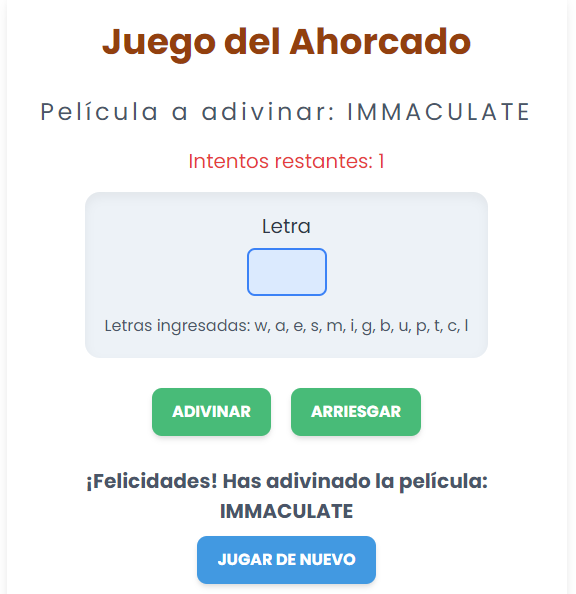 Juego del Ahorcado
Película a adivinar: IMMACULATE
Intentos restantes: 1
Letra
Letras ingresadas: w, a, e, s, m, i, g, b, u, p, t, c, l
ADIVINAR
ARRIESGAR
¡Felicidades! Has adivinado la película:
IMMACULATE
JUGAR DE NUEVO